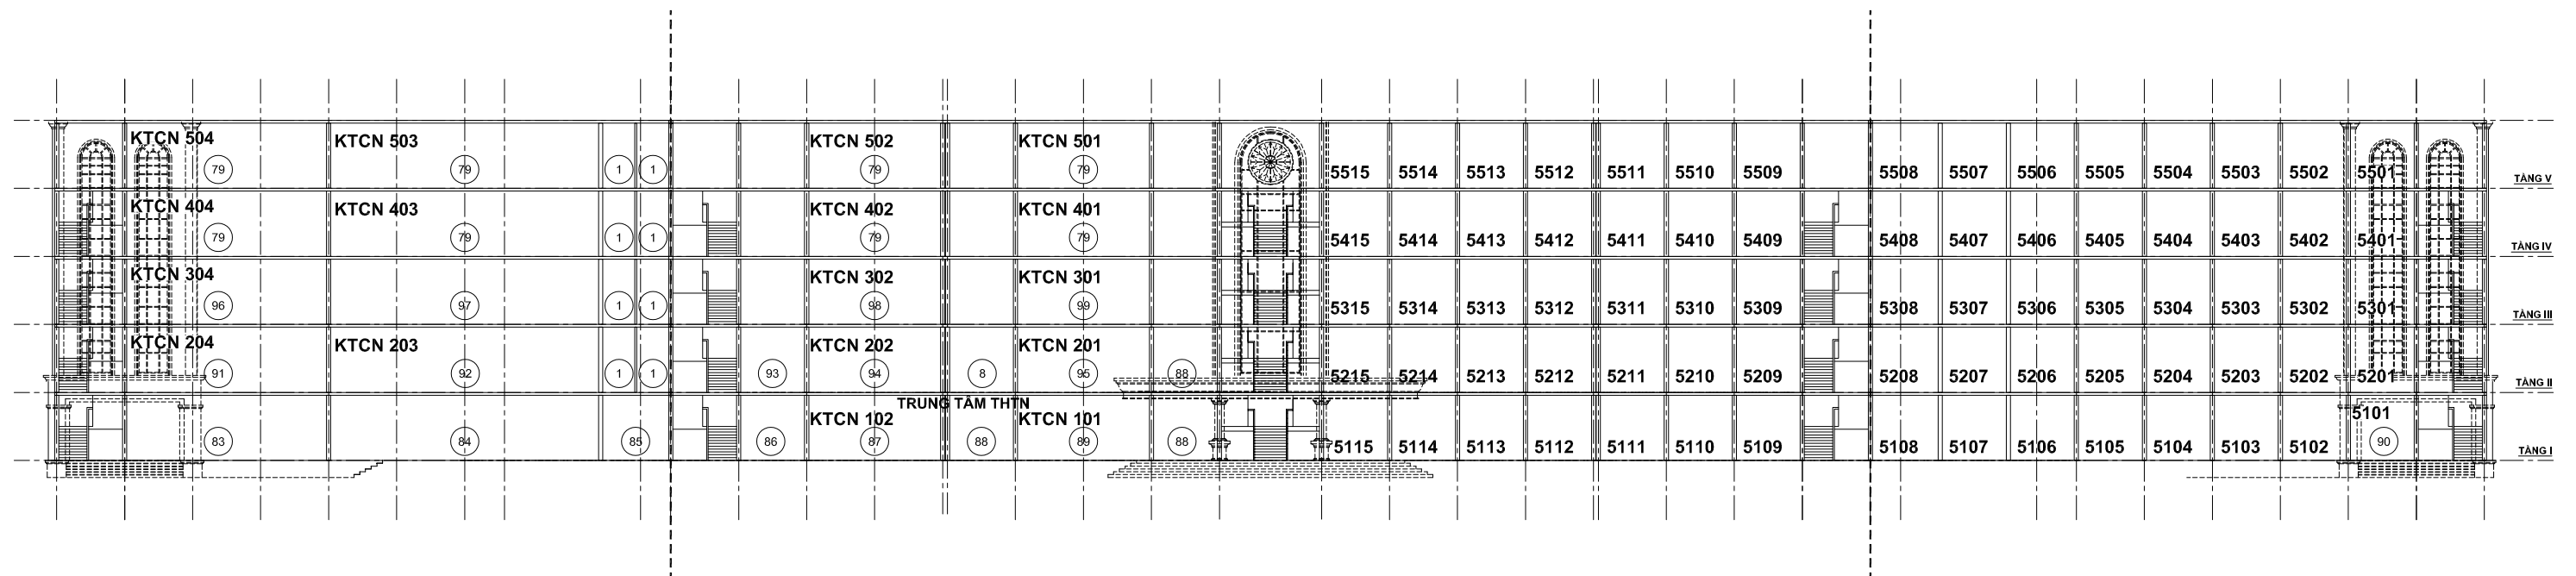 KTCN 504 KTCN 503 KTCN 502 KTCN 501
79 79 1 1 79 79
5515 5514 5513 5512 5511 5510 5509 5508 5507 5506 5505 5504 5503 5502 5501
TẦNG V
KTCN 404 KTCN 403 KTCN 402 KTCN 401
79 79 1 1 79 79
5415 5414 5413 5412 5411 5410 5409 5408 5407 5406 5405 5404 5403 5402 5401
TẦNG IV
KTCN 304 KTCN 302 KTCN 301
96 97 1 1 98 99
5315 5314 5313 5312 5311 5310 5309 5308 5307 5306 5305 5304 5303 5302 5301
TẦNG III
KTCN 204 KTCN 203 KTCN 202 KTCN 201
91 92 1 1 93 94 8 95 88
5215 5214 5213 5212 5211 5210 5209 5208 5207 5206 5205 5204 5203 5202 5201
TẦNG II
TRUNG TÂM THTN
KTCN 102 KTCN 101 5101
83 84 85 86 87 88 89 88 90
5115 5114 5113 5112 5111 5110 5109 5108 5107 5106 5105 5104 5103 5102
TẦNG I